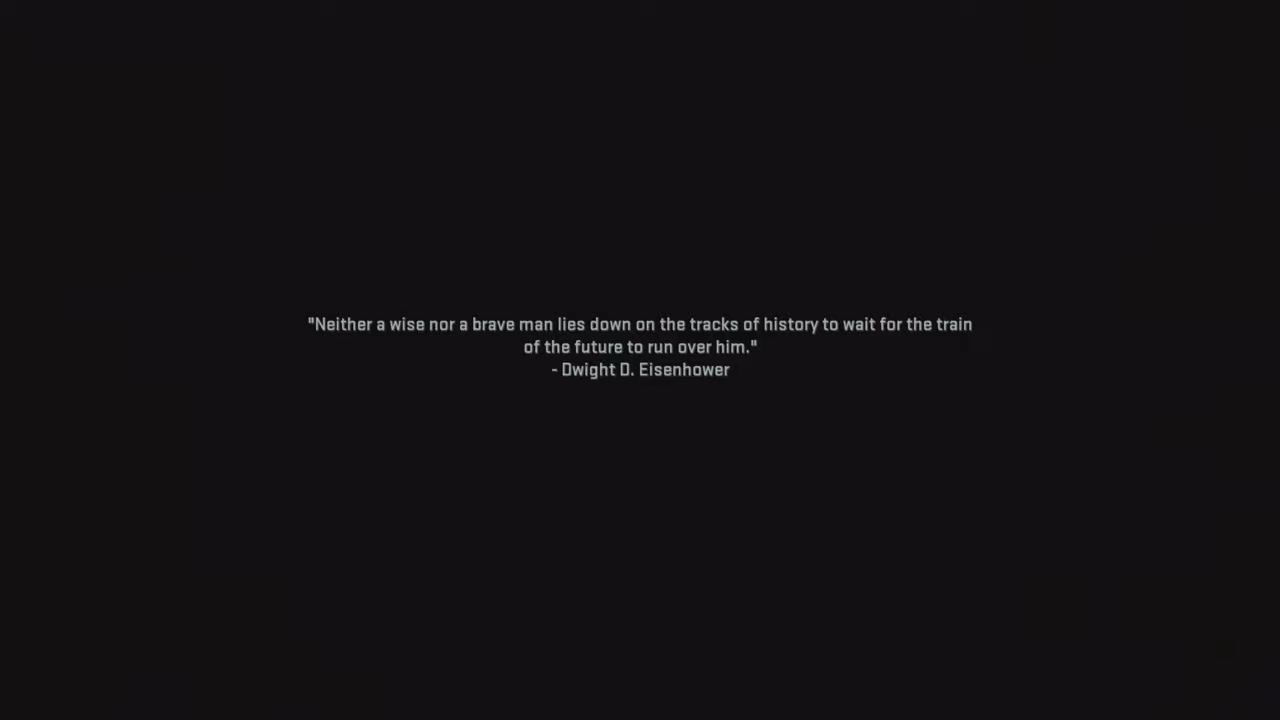 "Neither a wise nor a brave man lies down on the tracks of history to wait for the train
of the future to run over him."
- Dwight D. Eisenhower